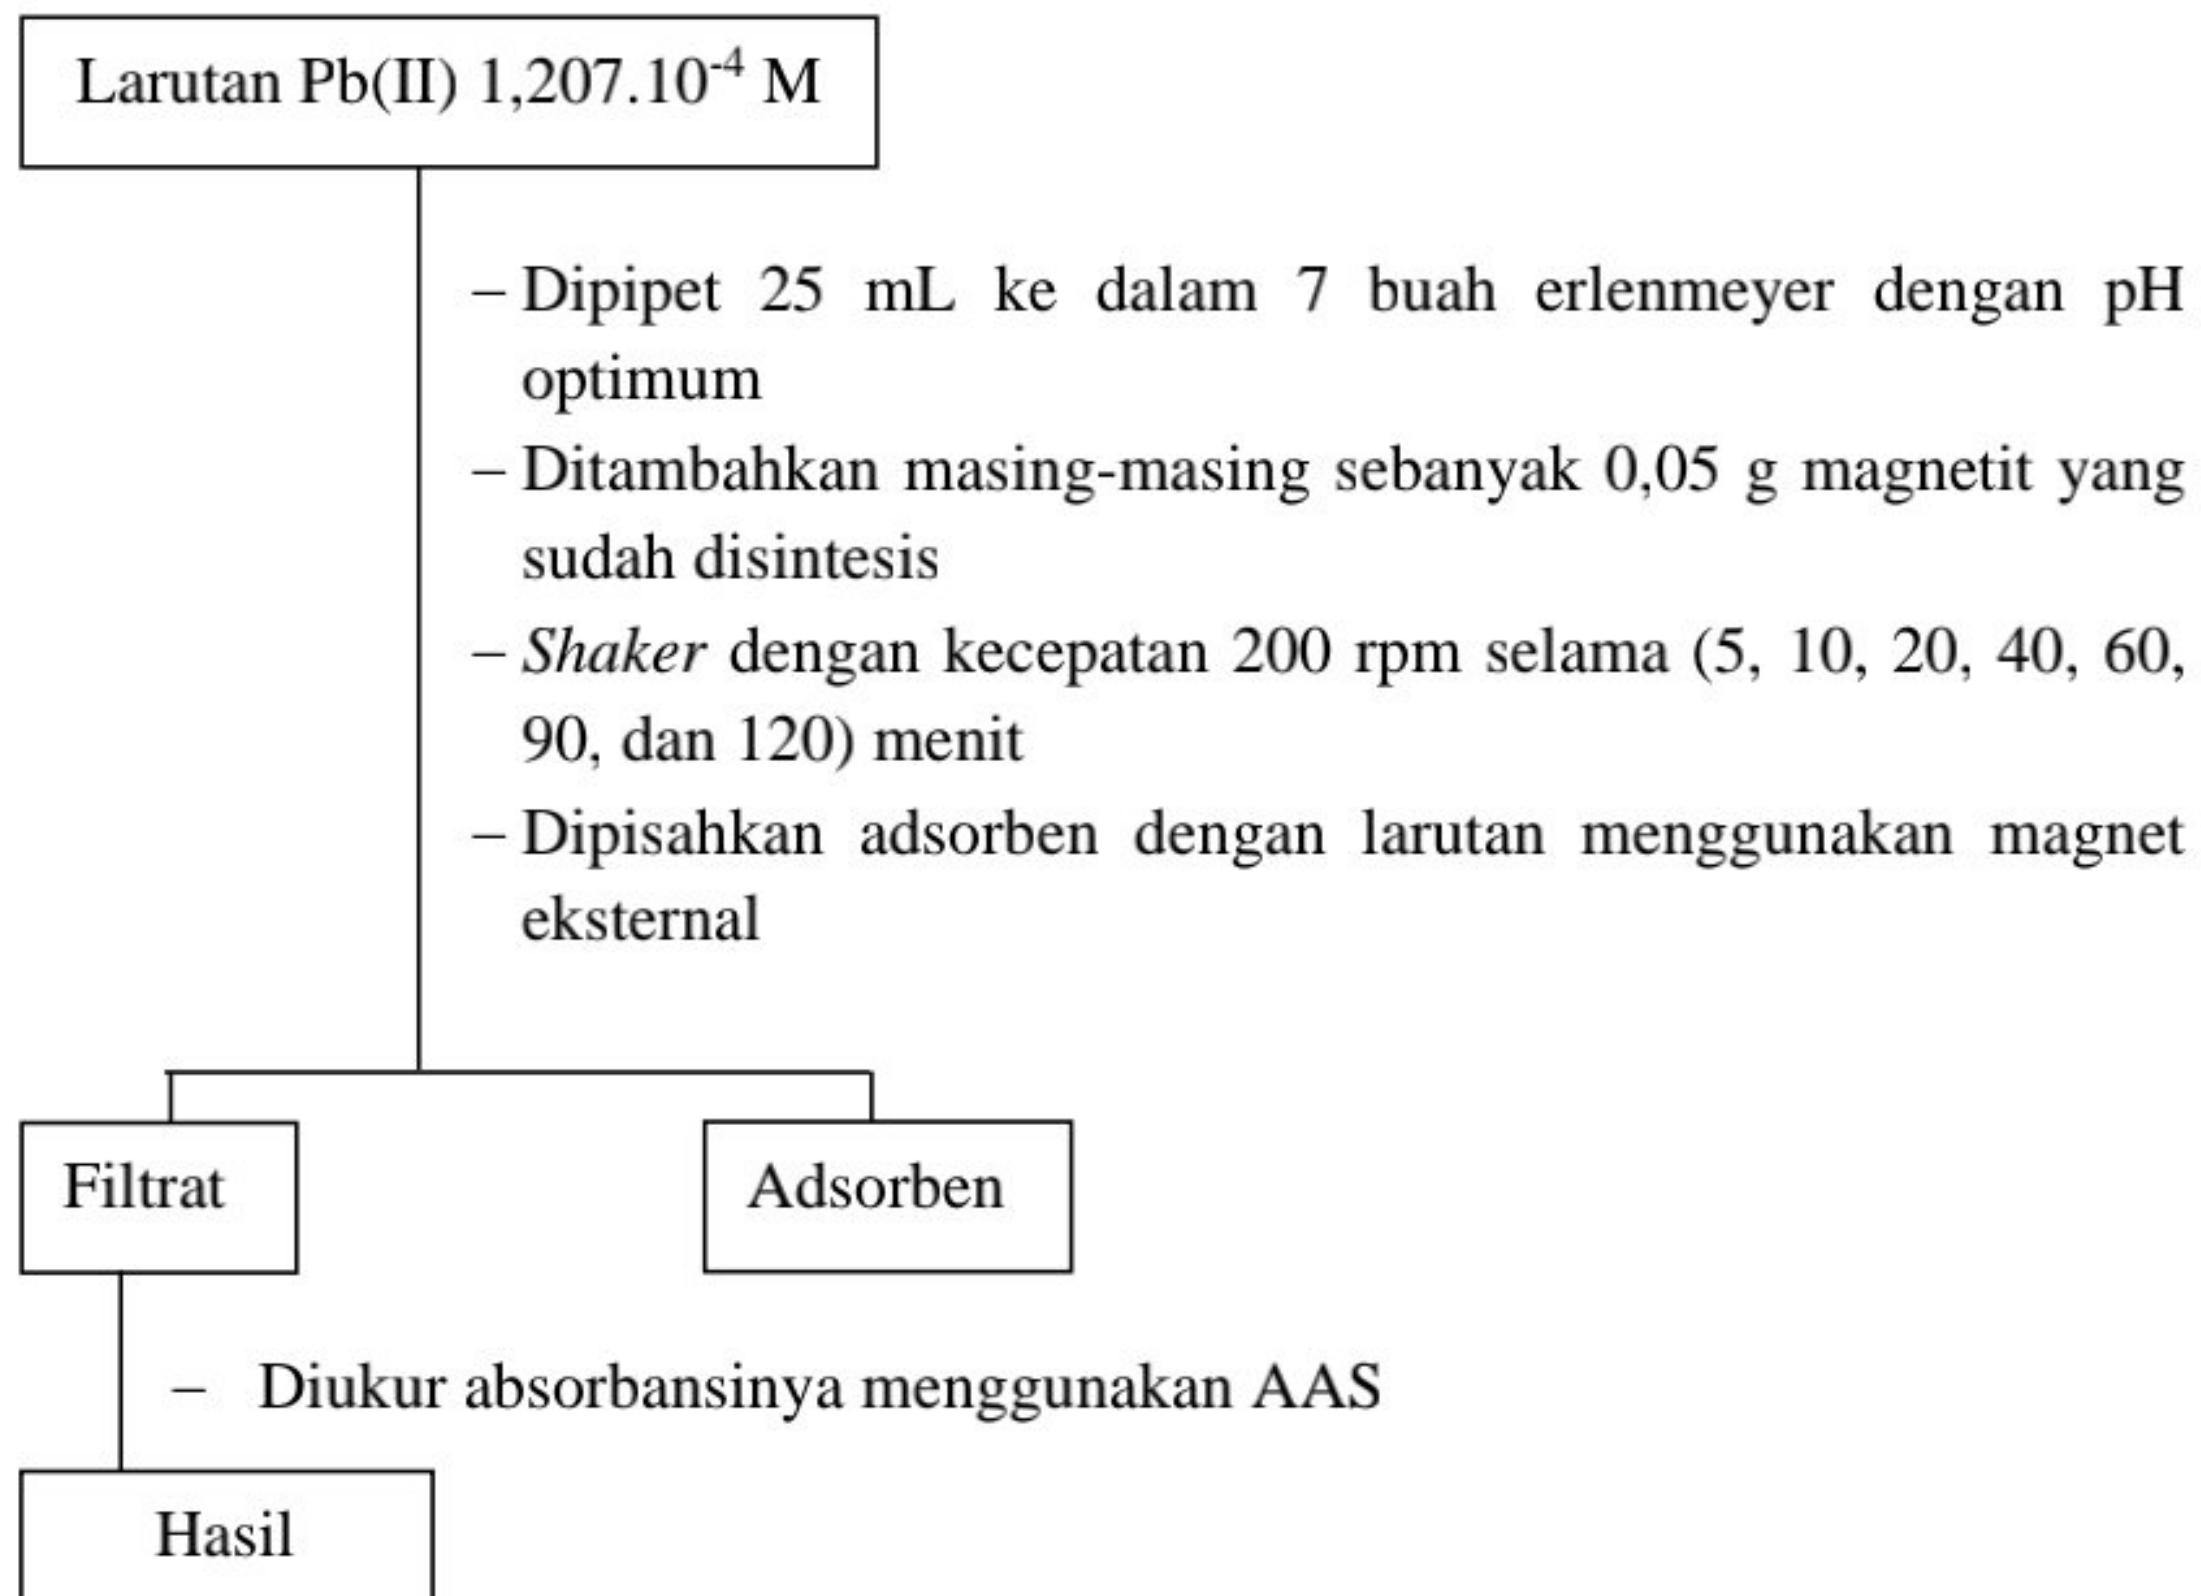 Larutan Pb(II) 1,207.10⁻⁴ M
– Dipipet 25 mL ke dalam 7 buah erlenmeyer dengan pH
optimum
– Ditambahkan masing-masing sebanyak 0,05 g magnetit yang
sudah disintesis
– Shaker dengan kecepatan 200 rpm selama (5, 10, 20, 40, 60,
90, dan 120) menit
– Dipisahkan adsorben dengan larutan menggunakan magnet
eksternal
Filtrat
Adsorben
– Diukur absorbansinya menggunakan AAS
Hasil